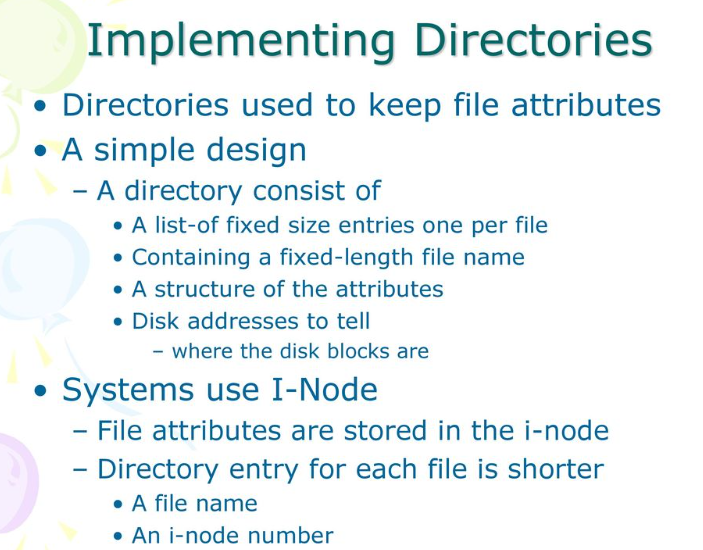 Implementing Directories
• Directories used to keep file attributes
• A simple design
– A directory consist of
• A list-of fixed size entries one per file
• Containing a fixed-length file name
• A structure of the attributes
• Disk addresses to tell
– where the disk blocks are
• Systems use I-Node
– File attributes are stored in the i-node
– Directory entry for each file is shorter
• A file name
• An i-node number